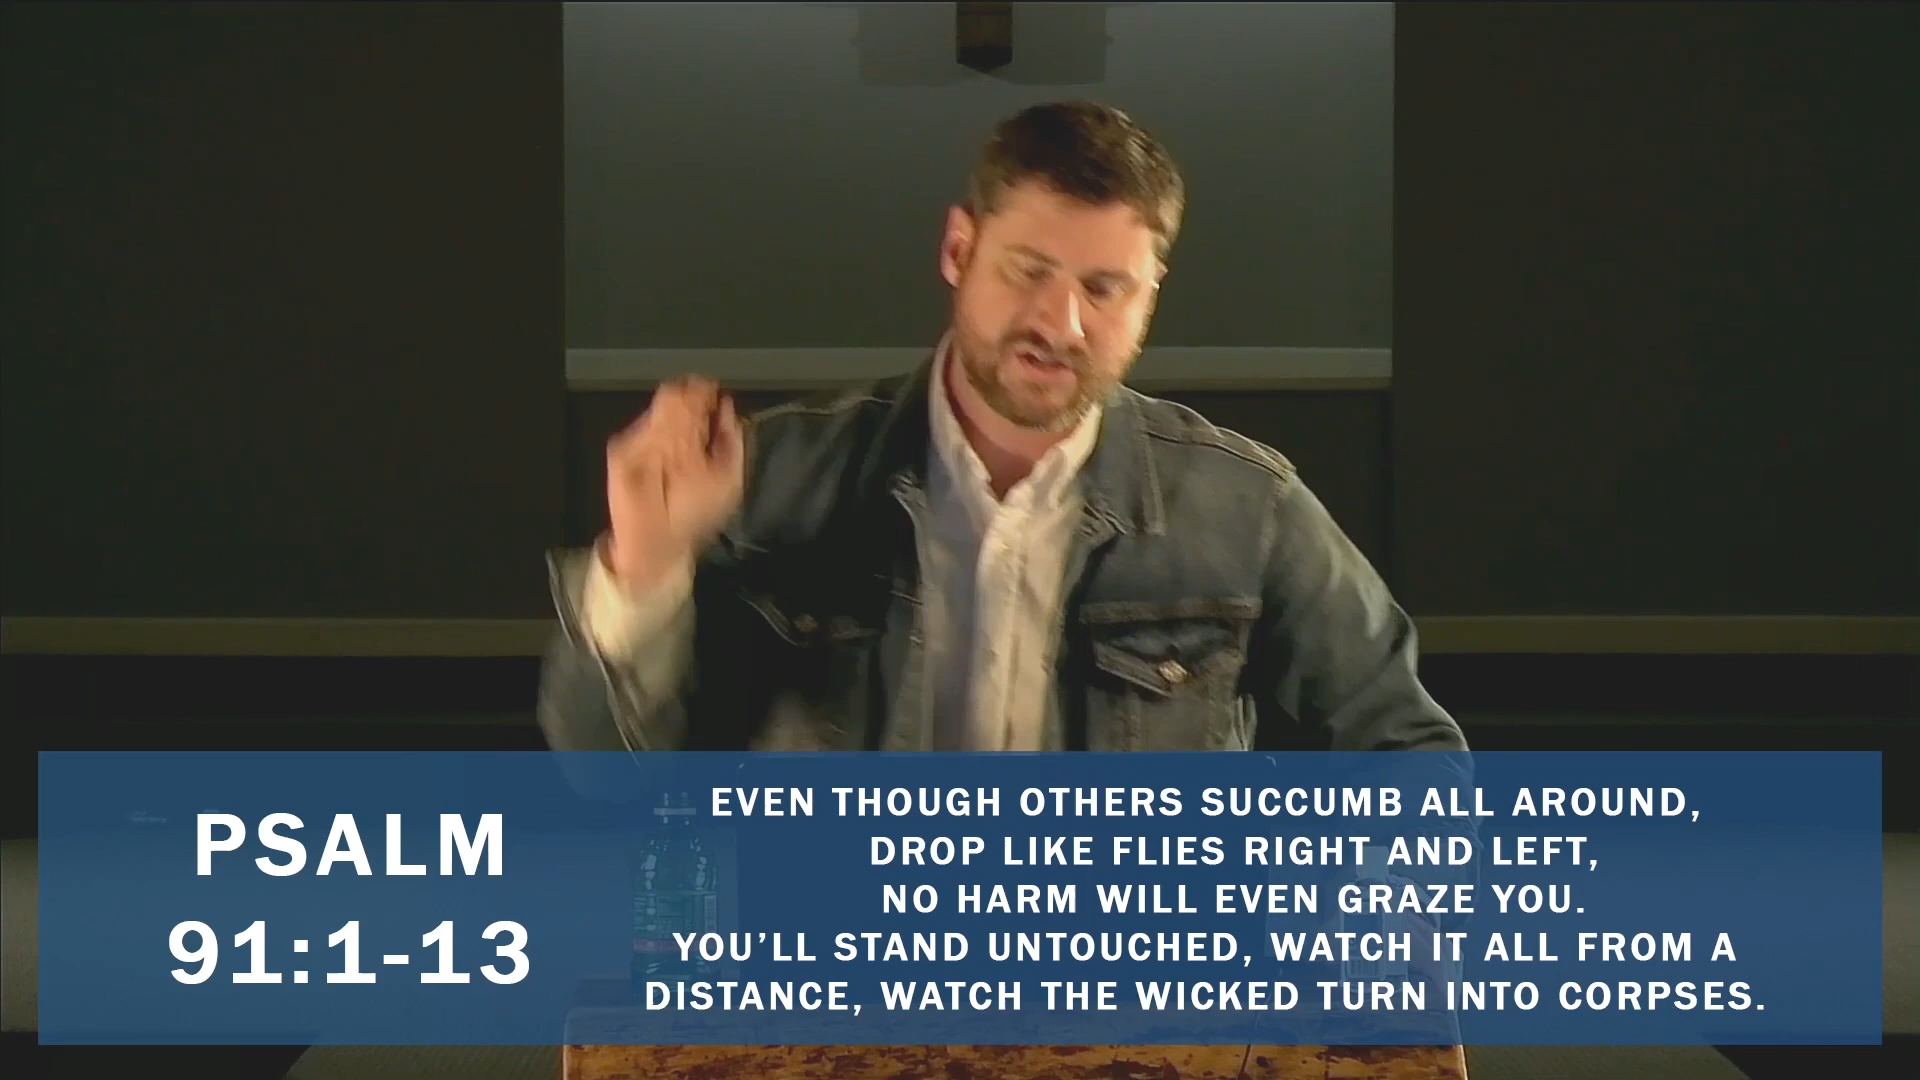 PSALM
91:1-13
EVEN THOUGH OTHERS SUCCUMB ALL AROUND,
DROP LIKE FLIES RIGHT AND LEFT,
NO HARM WILL EVEN GRAZE YOU.
YOU'LL STAND UNTOUCHED, WATCH IT ALL FROM A
DISTANCE, WATCH THE WICKED TURN INTO CORPSES.